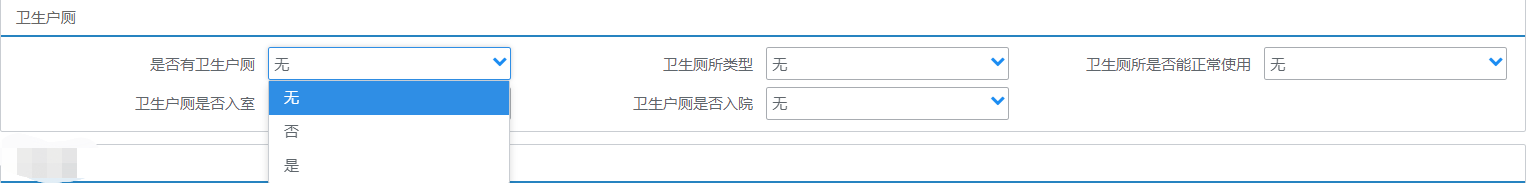 卫生户厕
是否有卫生户厕 无 卫生厕所类型 无 卫生厕所是否能正常使用 无
卫生户厕是否入室 卫生户厕是否入院 无
无
否
是